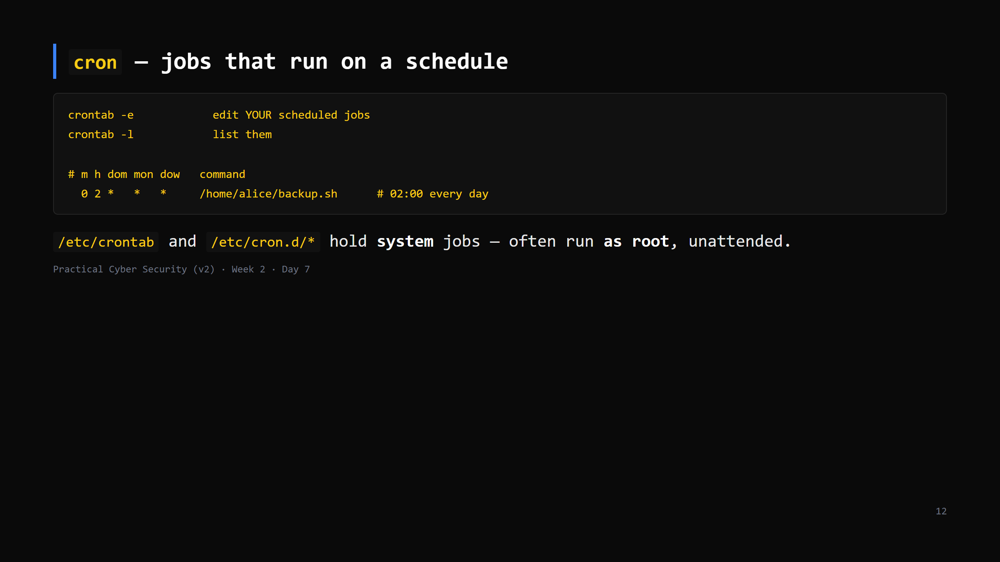 cron — jobs that run on a schedule
crontab -e            edit YOUR scheduled jobs
crontab -l            list them
# m h dom mon dow   command
  0 2 *   *   *     /home/alice/backup.sh      # 02:00 every day
/etc/crontab and /etc/cron.d/* hold system jobs — often run as root, unattended.
Practical Cyber Security (v2) · Week 2 · Day 7
12